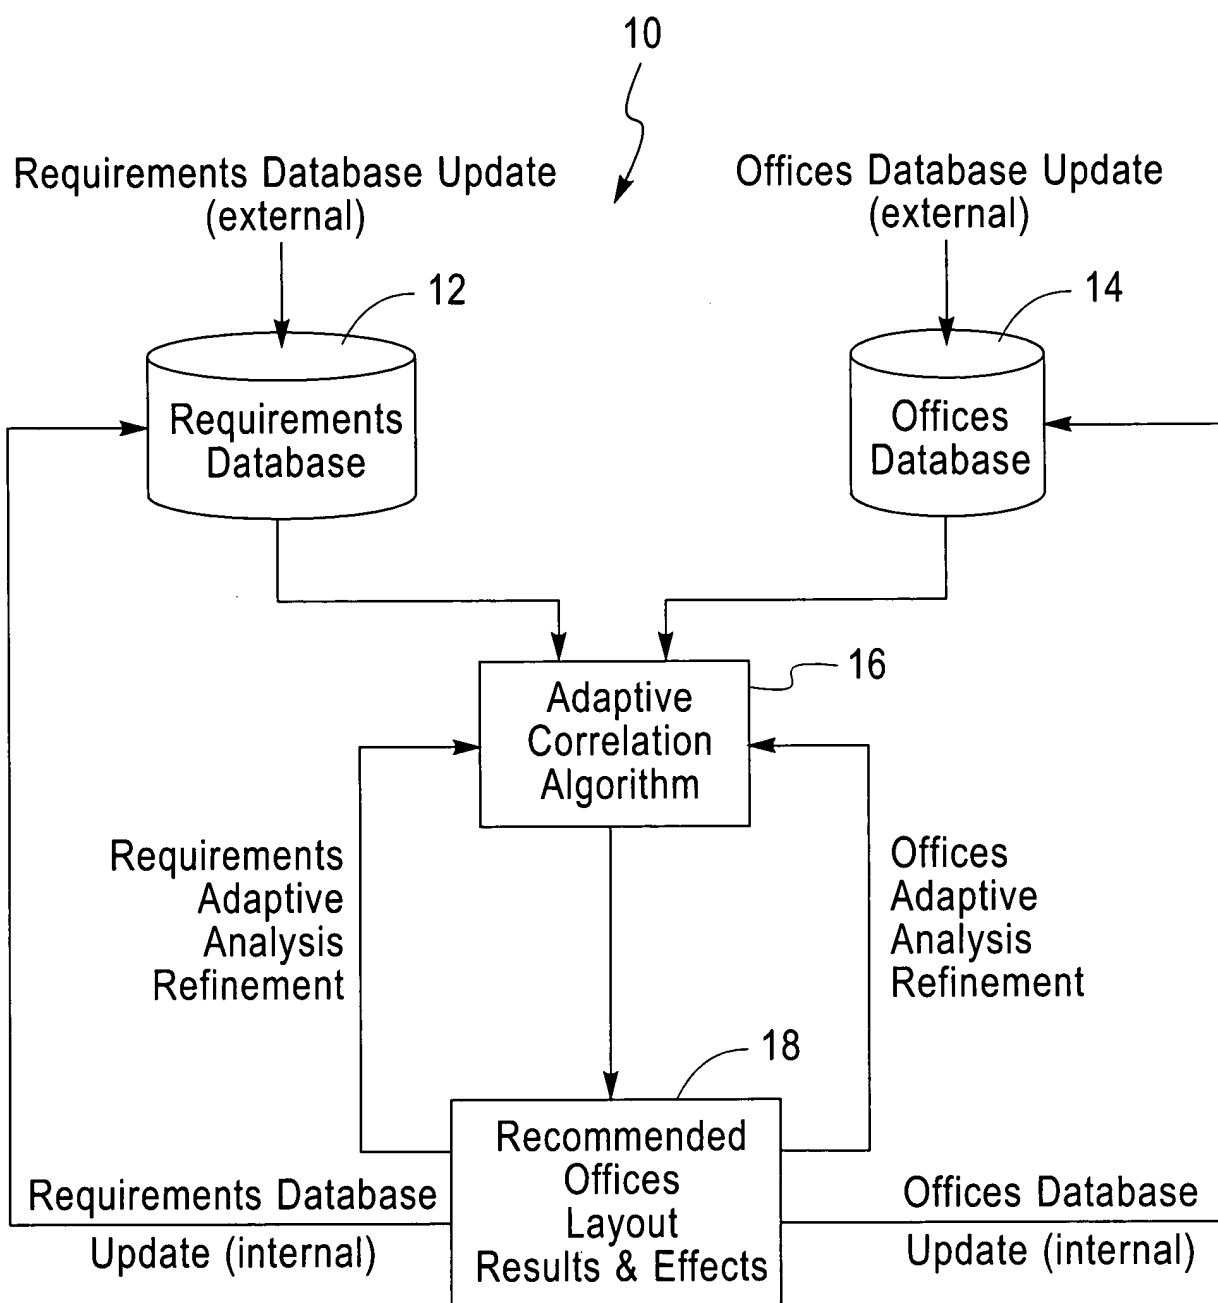 10
Requirements Database Update
(external)
Offices Database Update
(external)
12
14
Requirements
Database
Offices
Database
16
Adaptive
Correlation
Algorithm
Requirements
Adaptive
Analysis
Refinement
Offices
Adaptive
Analysis
Refinement
18
Recommended
Offices
Layout
Results & Effects
Requirements Database
Update (internal)
Offices Database
Update (internal)